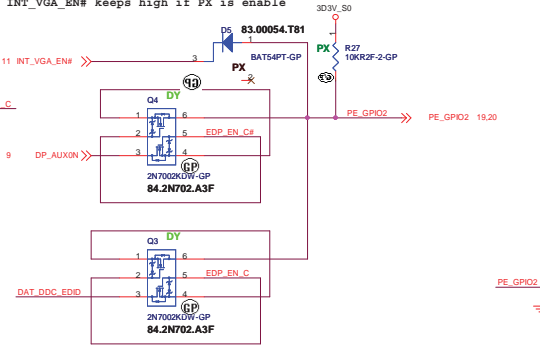 INT_VGA_EN# keeps high if PX is enable
3D3V_S0
D5
83.00054.T81
1
1
11 INT_VGA_EN#
3
BAT54PT-GP
PX
R27
10KR2F-2-GP
PX
2
GP
Q4
DY
_C
1
6
PE_GPIO2
PE_GPIO2 19,20
2
5
EDP_EN_C#
9 DP_AUX0N
3
4
GP
2N7002KDW-GP
84.2N702.A3F
Q3
DY
1
6
2
5
EDP_EN_C
PE_GPIO2
DAT_DDC_EDID
3
4
GP
2N7002KDW-GP
84.2N702.A3F